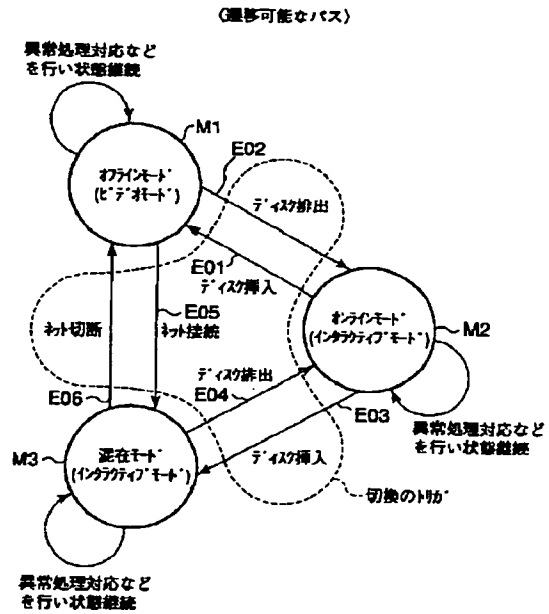 〈遷移可能なパス〉
異常処理対応など
を行い状態継続
M1
E02
オフラインモード
(ビデオモード)
ディスク排出
E01
ディスク挿入
オンラインモード
(インタラクティブモード)
M2
ネット切断
E05
ネット接続
ディスク排出
E04
E06
E03
異常処理対応など
を行い状態継続
M3
混在モード
(インタラクティブモード)
ディスク挿入
切換のトリガ
異常処理対応など
を行い状態継続